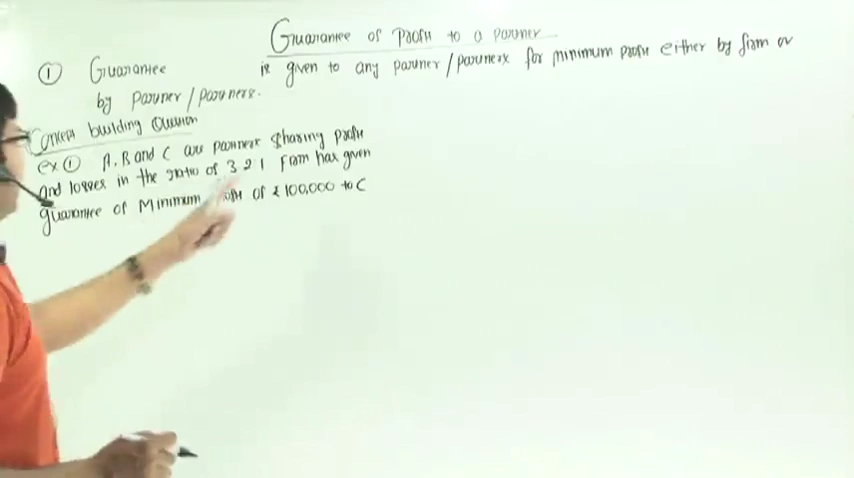 Guarantee of Profit to a Partner
① Guarantee is given to any partner/partners for minimum profit either by firm or
by partner/partners.
Concept building Question
ex ① A, B and C are partners sharing profits
and losses in the ratio of 3 2 1 Firm has given
guarantee of Minimum profit of ₹ 100,000 to C